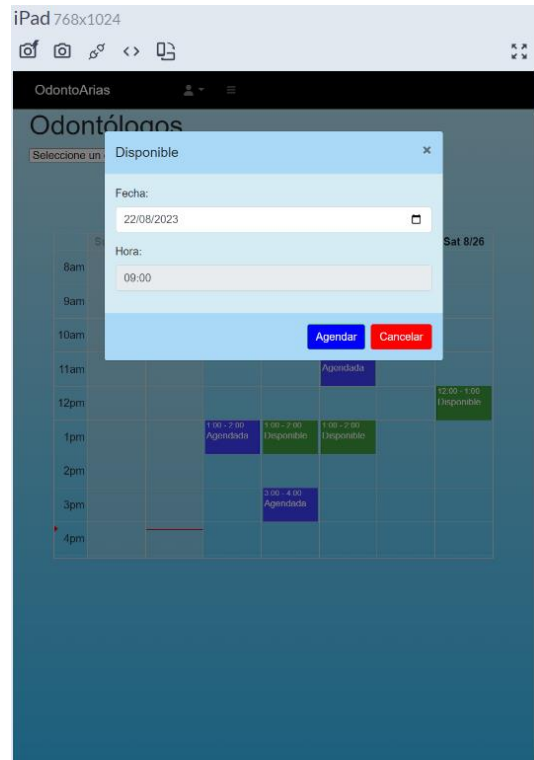 iPad 768x1024
OdontoArias
Odontólogos
Seleccione un
Disponible ×
Fecha:
22/08/2023
Hora:
09:00
Agendar Cancelar
Sat 8/26
8am
9am
10am
11am
Agendada
12pm
12:00 - 1:00
Disponible
1pm
1:00 - 2:00
Agendada
1:00 - 2:00
Disponible
1:00 - 2:00
Disponible
2pm
3pm
3:00 - 4:00
Agendada
4pm